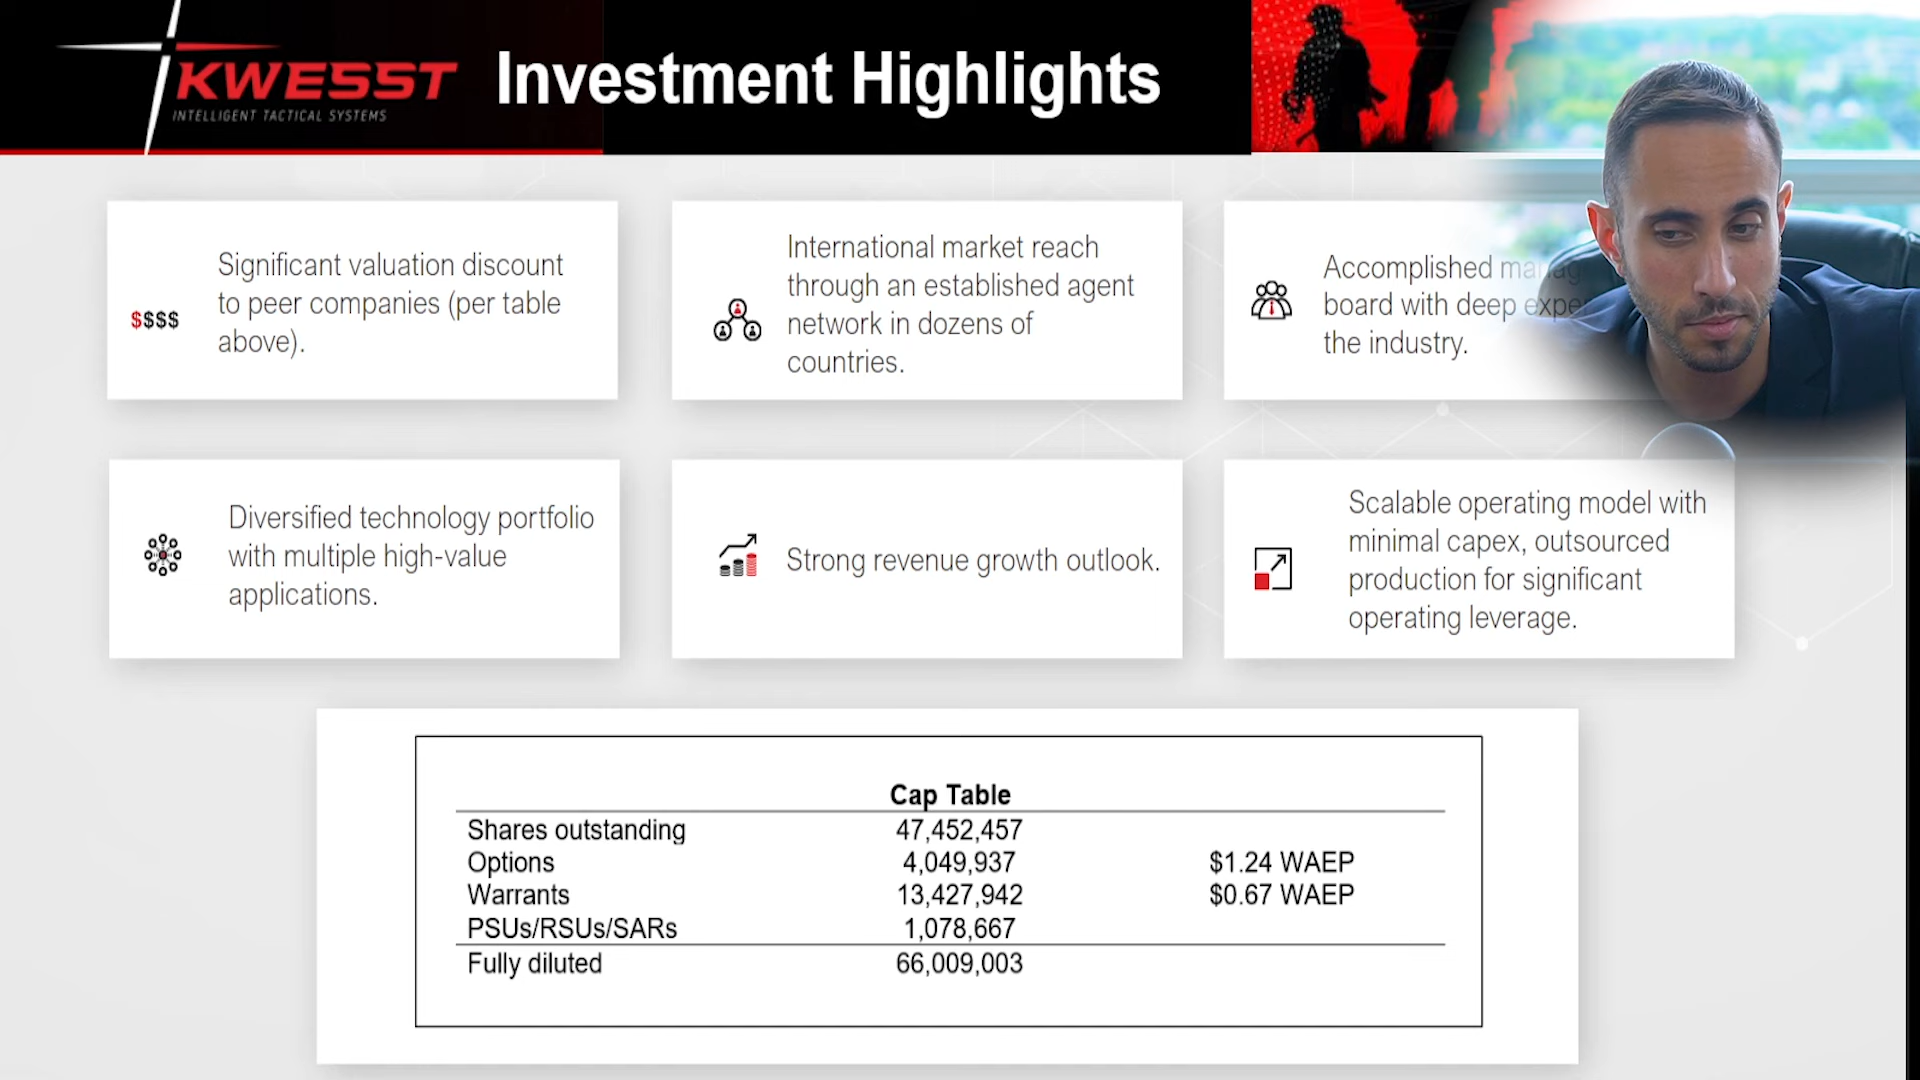 KWESST
INTELLIGENT TACTICAL SYSTEMS
Investment Highlights
$$$$
Significant valuation discount
to peer companies (per table
above).
International market reach
through an established agent
network in dozens of
countries.
Accomplished
board with deep
the industry.
Diversified technology portfolio
with multiple high-value
applications.
Strong revenue growth outlook.
Scalable operating model with
minimal capex, outsourced
production for significant
operating leverage.
Cap Table
Shares outstanding 47,452,457
Options 4,049,937 $1.24 WAEP
Warrants 13,427,942 $0.67 WAEP
PSUs/RSUs/SARs 1,078,667
Fully diluted 66,009,003